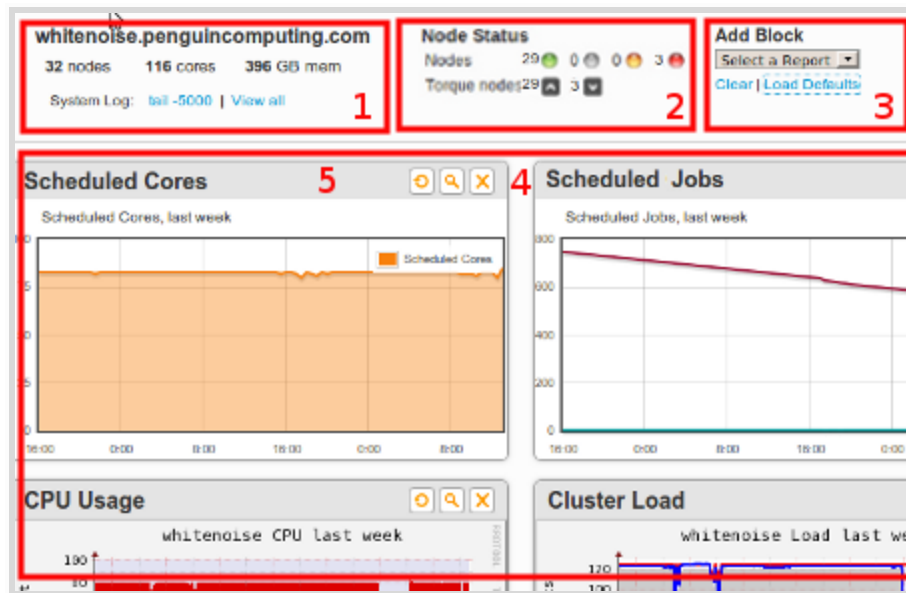 whitenoise.penguincomputing.com
32 nodes 116 cores 396 GB mem
System Log: tail -5000 | View all
1
Node Status
Nodes 29 0 0 3
Torque nodes 29 3
2
Add Block
Select a Report
Clear | Load Defaults
3
Scheduled Cores
5
4
Scheduled Cores, last week
Scheduled Cores
16:00 0:00 8:00 16:00 0:00 8:00
Scheduled Jobs
Scheduled Jobs, last week
800
600
400
200
0
16:00 0:00 8:00 16:00 0:00
CPU Usage
whitenoise CPU last week
100
Cluster Load
whitenoise Load last we
120
100